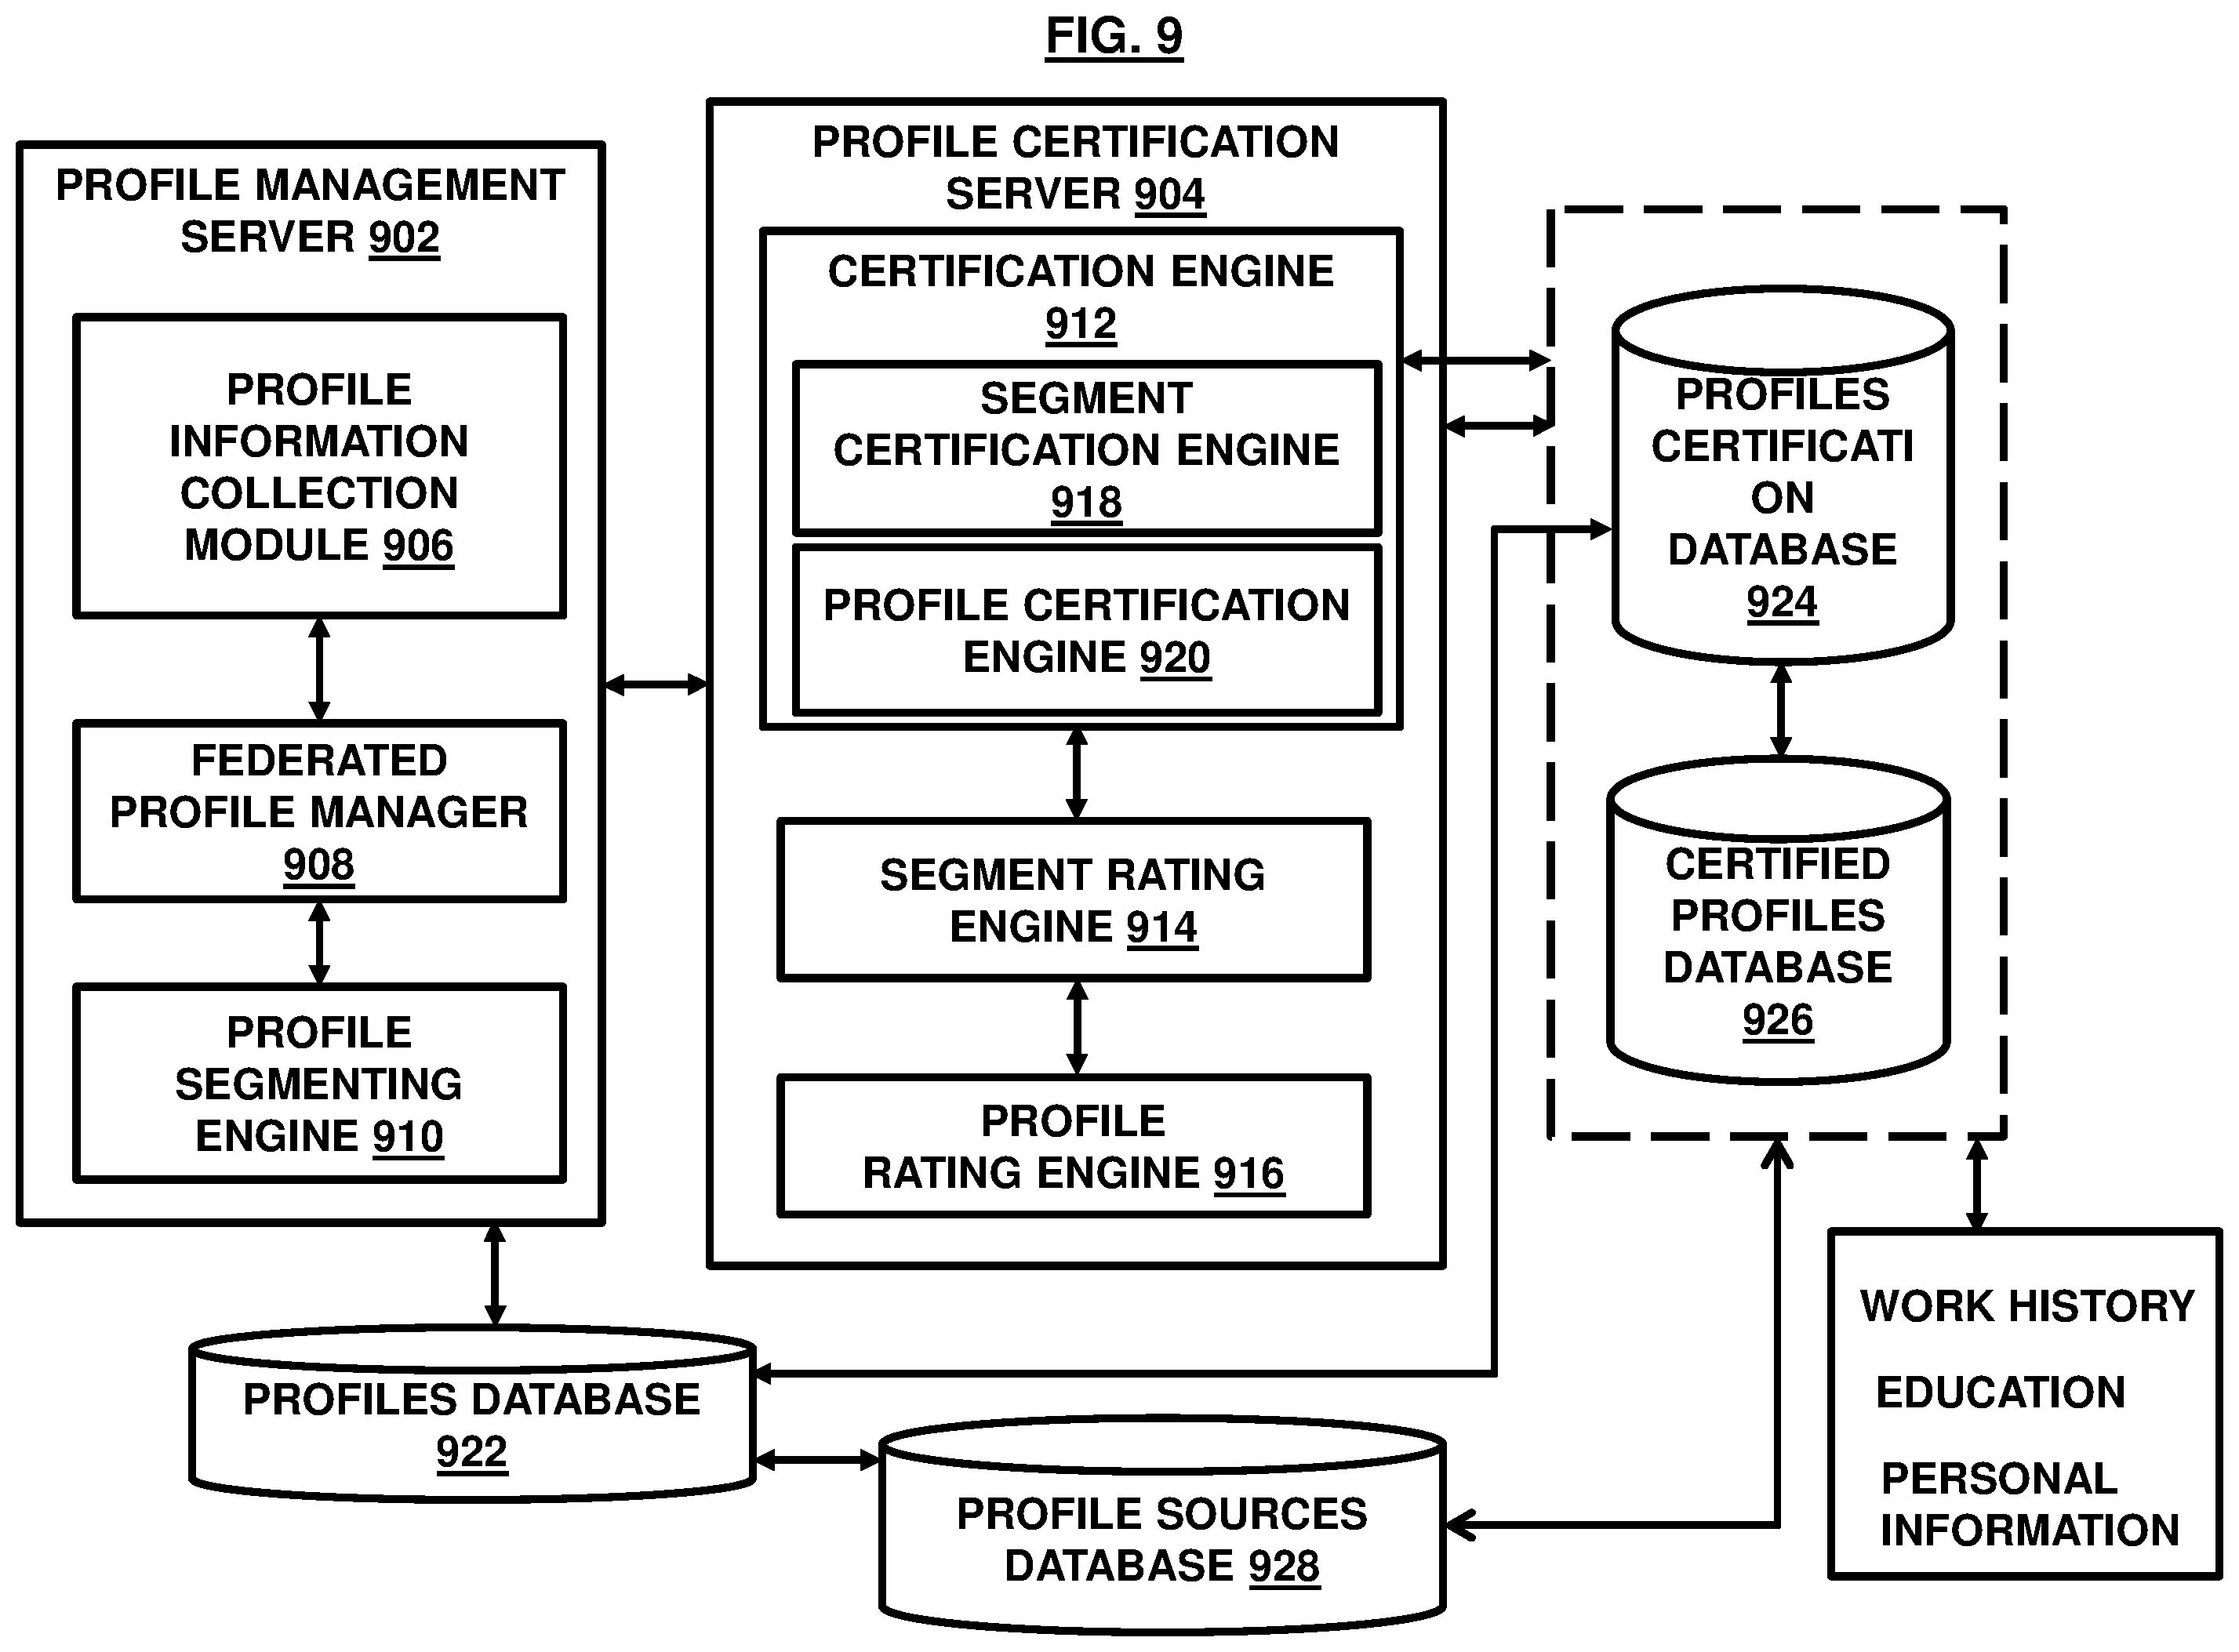 FIG. 9
PROFILE MANAGEMENT
SERVER 902
PROFILE
INFORMATION
COLLECTION
MODULE 906
FEDERATED
PROFILE MANAGER
908
PROFILE
SEGMENTING
ENGINE 910
PROFILE CERTIFICATION
SERVER 904
CERTIFICATION ENGINE
912
SEGMENT
CERTIFICATION ENGINE
918
PROFILE CERTIFICATION
ENGINE 920
SEGMENT RATING
ENGINE 914
PROFILE
RATING ENGINE 916
PROFILES
CERTIFICATI
ON
DATABASE
924
CERTIFIED
PROFILES
DATABASE
926
WORK HISTORY
EDUCATION
PERSONAL
INFORMATION
PROFILES DATABASE
922
PROFILE SOURCES
DATABASE 928